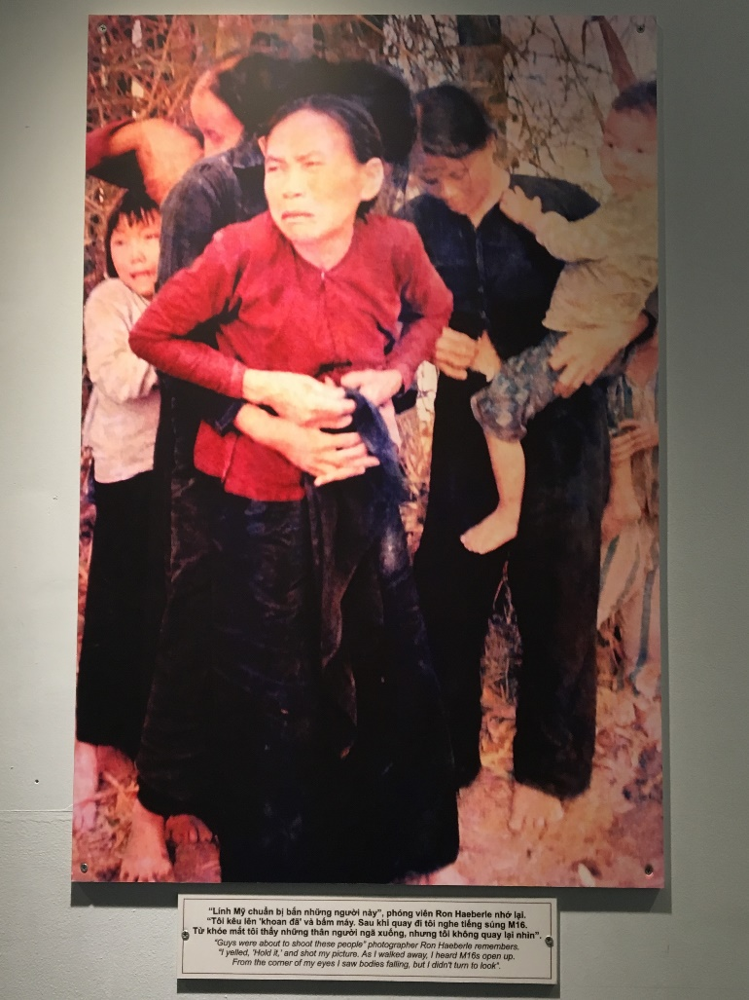 “Lính Mỹ chuẩn bị bắn những người này”, phóng viên Ron Haeberle nhớ lại.
“Tôi kêu lên 'khoan đã' và bấm máy. Sau khi quay đi tôi nghe tiếng súng M16.
Từ khóe mắt tôi thấy những thân người ngã xuống, nhưng tôi không quay lại nhìn”.
“Guys were about to shoot these people” photographer Ron Haeberle remembers.
“I yelled, 'Hold it,' and shot my picture. As I walked away, I heard M16s open up.
From the corner of my eyes I saw bodies falling, but I didn't turn to look”.